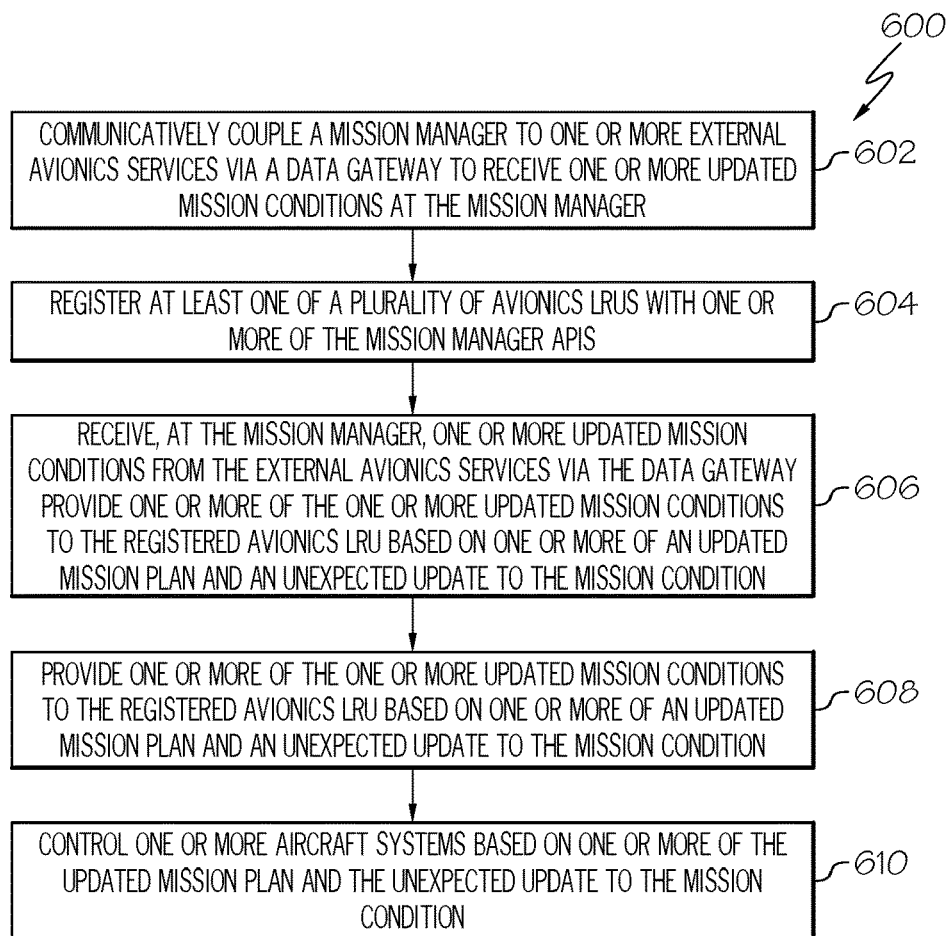 600
COMMUNICATIVELY COUPLE A MISSION MANAGER TO ONE OR MORE EXTERNAL
AVIONICS SERVICES VIA A DATA GATEWAY TO RECEIVE ONE OR MORE UPDATED
MISSION CONDITIONS AT THE MISSION MANAGER
602
REGISTER AT LEAST ONE OF A PLURALITY OF AVIONICS LRUS WITH ONE OR
MORE OF THE MISSION MANAGER APIS
604
RECEIVE, AT THE MISSION MANAGER, ONE OR MORE UPDATED MISSION
CONDITIONS FROM THE EXTERNAL AVIONICS SERVICES VIA THE DATA GATEWAY
PROVIDE ONE OR MORE OF THE ONE OR MORE UPDATED MISSION CONDITIONS
TO THE REGISTERED AVIONICS LRU BASED ON ONE OR MORE OF AN UPDATED
MISSION PLAN AND AN UNEXPECTED UPDATE TO THE MISSION CONDITION
606
PROVIDE ONE OR MORE OF THE ONE OR MORE UPDATED MISSION CONDITIONS
TO THE REGISTERED AVIONICS LRU BASED ON ONE OR MORE OF AN UPDATED
MISSION PLAN AND AN UNEXPECTED UPDATE TO THE MISSION CONDITION
608
CONTROL ONE OR MORE AIRCRAFT SYSTEMS BASED ON ONE OR MORE OF THE
UPDATED MISSION PLAN AND THE UNEXPECTED UPDATE TO THE MISSION
CONDITION
610